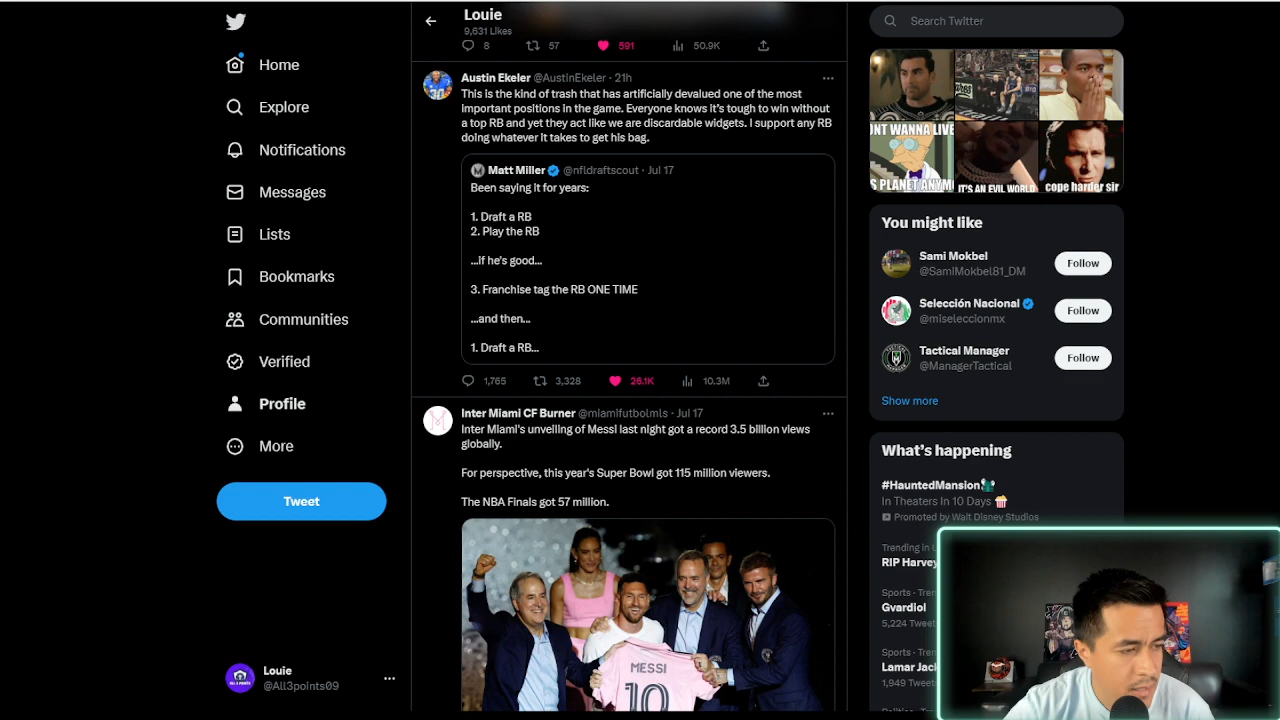 Home
Explore
Notifications
Messages
Lists
Bookmarks
Communities
Verified
Profile
More
Tweet
Louie
@All3points09
Louie
9,631 Likes
8 57 591 50.9K
Austin Ekeler @AustinEkeler · 21h
This is the kind of trash that has artificially devalued one of the most
important positions in the game. Everyone knows it's tough to win without
a top RB and yet they act like we are discardable widgets. I support any RB
doing whatever it takes to get his bag.
Matt Miller @nfldraftscout · Jul 17
Been saying it for years:
1. Draft a RB
2. Play the RB
...if he's good...
3. Franchise tag the RB ONE TIME
...and then...
1. Draft a RB...
1,765 3,328 26.1K 10.3M
Inter Miami CF Burner @miamifutbolmls · Jul 17
Inter Miami's unveiling of Messi last night got a record 3.5 billion views
globally.
For perspective, this year's Super Bowl got 115 million viewers.
The NBA Finals got 57 million.
MESSI
10
Search Twitter
ONT WANNA LIVE
S PLANET ANYM
IT'S AN EVIL WORLD
cope harder sir
You might like
Sami Mokbel
@SamiMokbel81_DM
Follow
Selección Nacional
@miseleccionmx
Follow
Tactical Manager
@ManagerTactical
Follow
Show more
What's happening
#HauntedMansion
In Theaters In 10 Days
Promoted by Walt Disney Studios
Trending in
RIP Harvey
Sports · Tren
Gvardiol
5,224 Tweet
Sports · Tren
Lamar Jack
1,949 Tweet